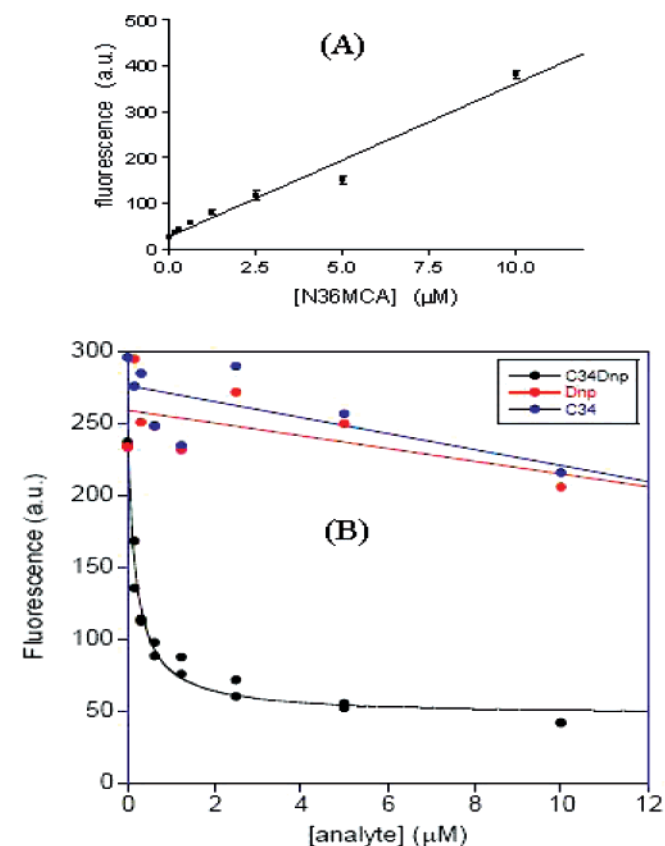 (A)
fluorescence (a.u.)
500
400
300
200
100
0
0.0 2.5 5.0 7.5 10.0
[N36MCA] (μM)
(B)
Fluorescence (a.u.)
300
250
200
150
100
50
0
C34Dnp
Dnp
C34
0 2 4 6 8 10 12
[analyte] (μM)